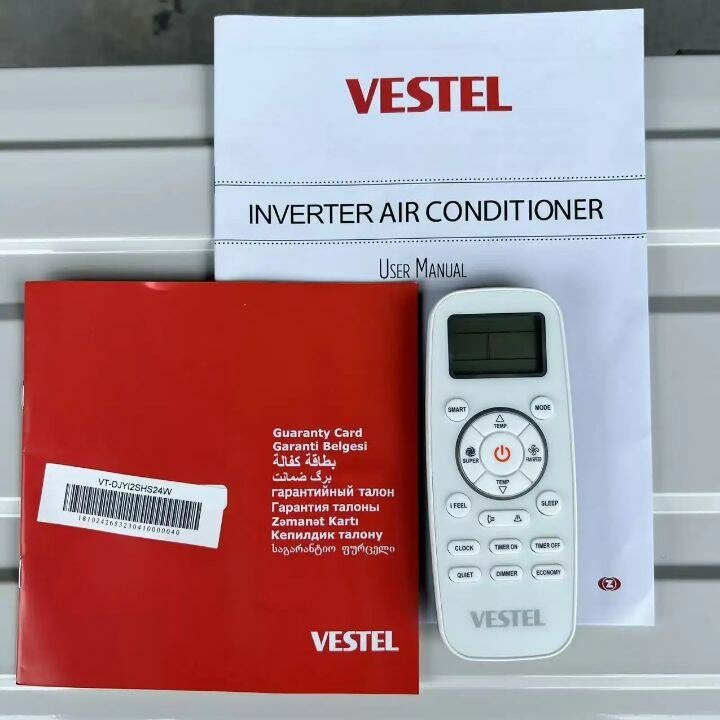 VESTEL
INVERTER AIR CONDITIONER
USER MANUAL
Guaranty Card
Garanti Belgesi
بطاقة كفالة
برگ ضمانت
гарантийный талон
Гарантия талоны
Zəmanət Kartı
Кепилдик талону
საგარანტიო ფურცელი
VT-DJYI2SHS24W
1810242653230410000040
VESTEL
SMART
MODE
TEMP.
SUPER
FAN SPEED
TEMP
I FEEL
SLEEP
CLOCK TIMER ON TIMER OFF
QUIET DIMMER ECONOMY
VESTEL
Z